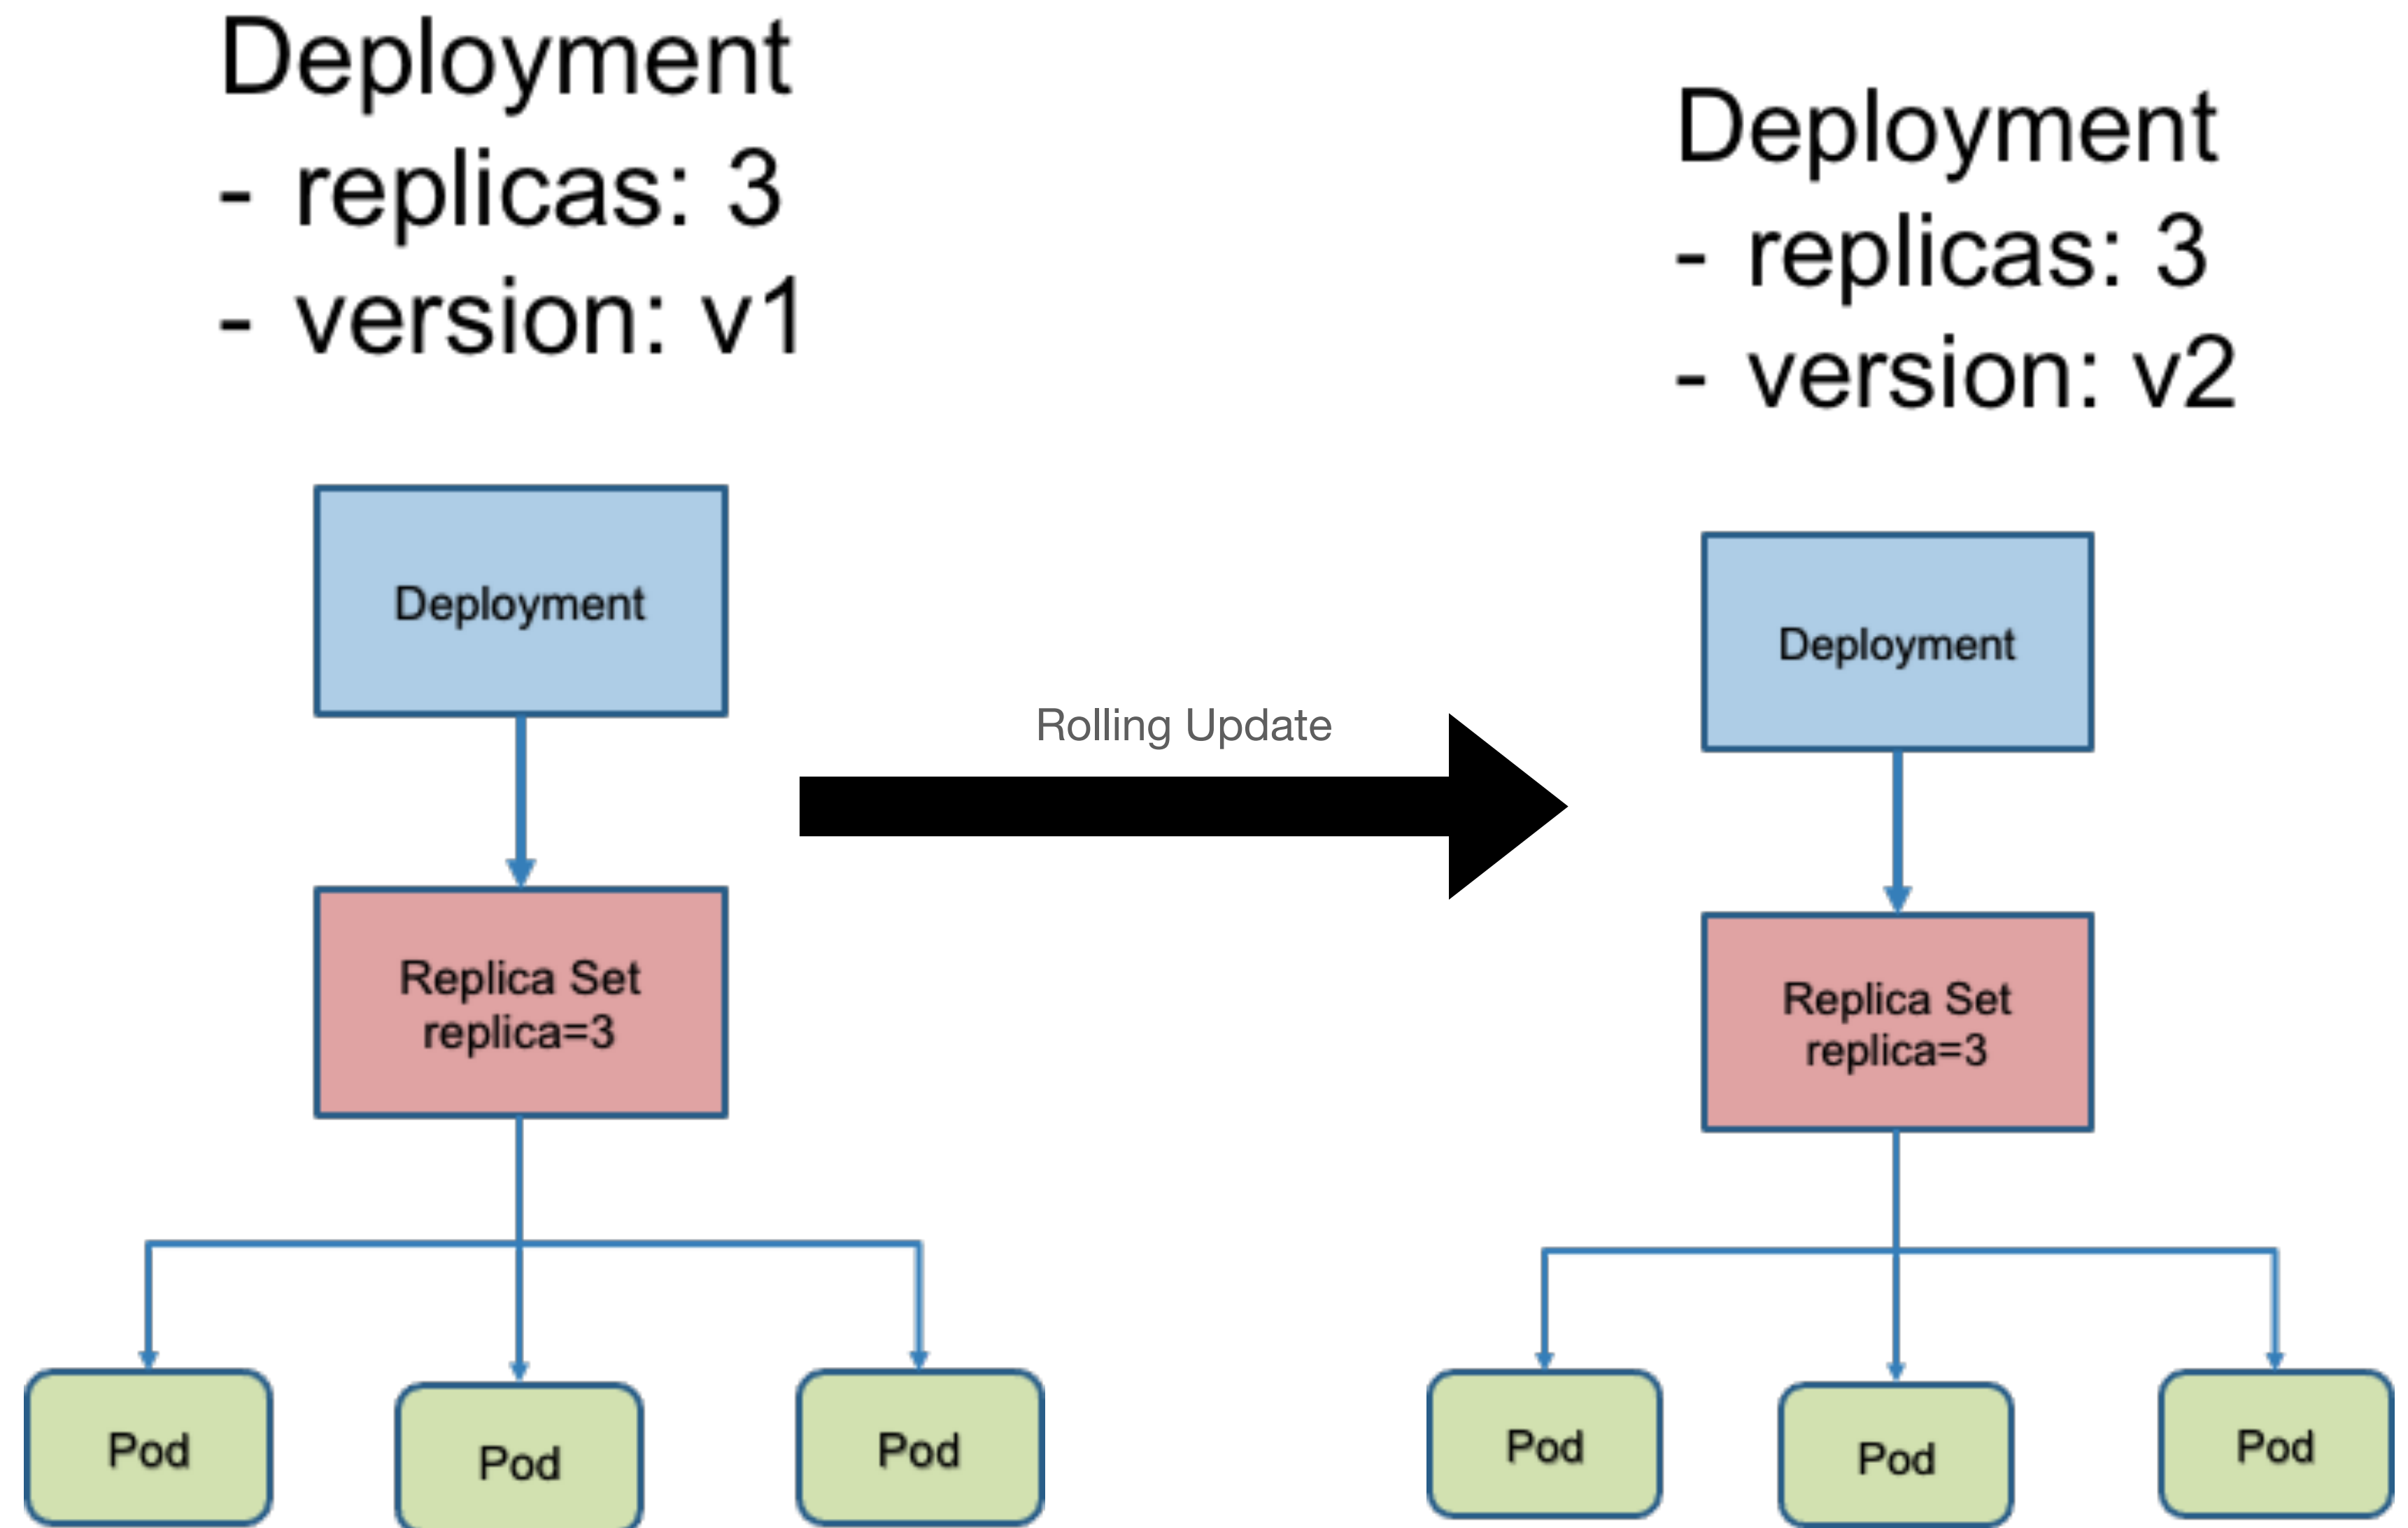 Deployment
- replicas: 3
- version: v1
Deployment
- replicas: 3
- version: v2
Deployment
Replica Set
replica=3
Pod
Pod
Pod
Rolling Update
Deployment
Replica Set
replica=3
Pod
Pod
Pod